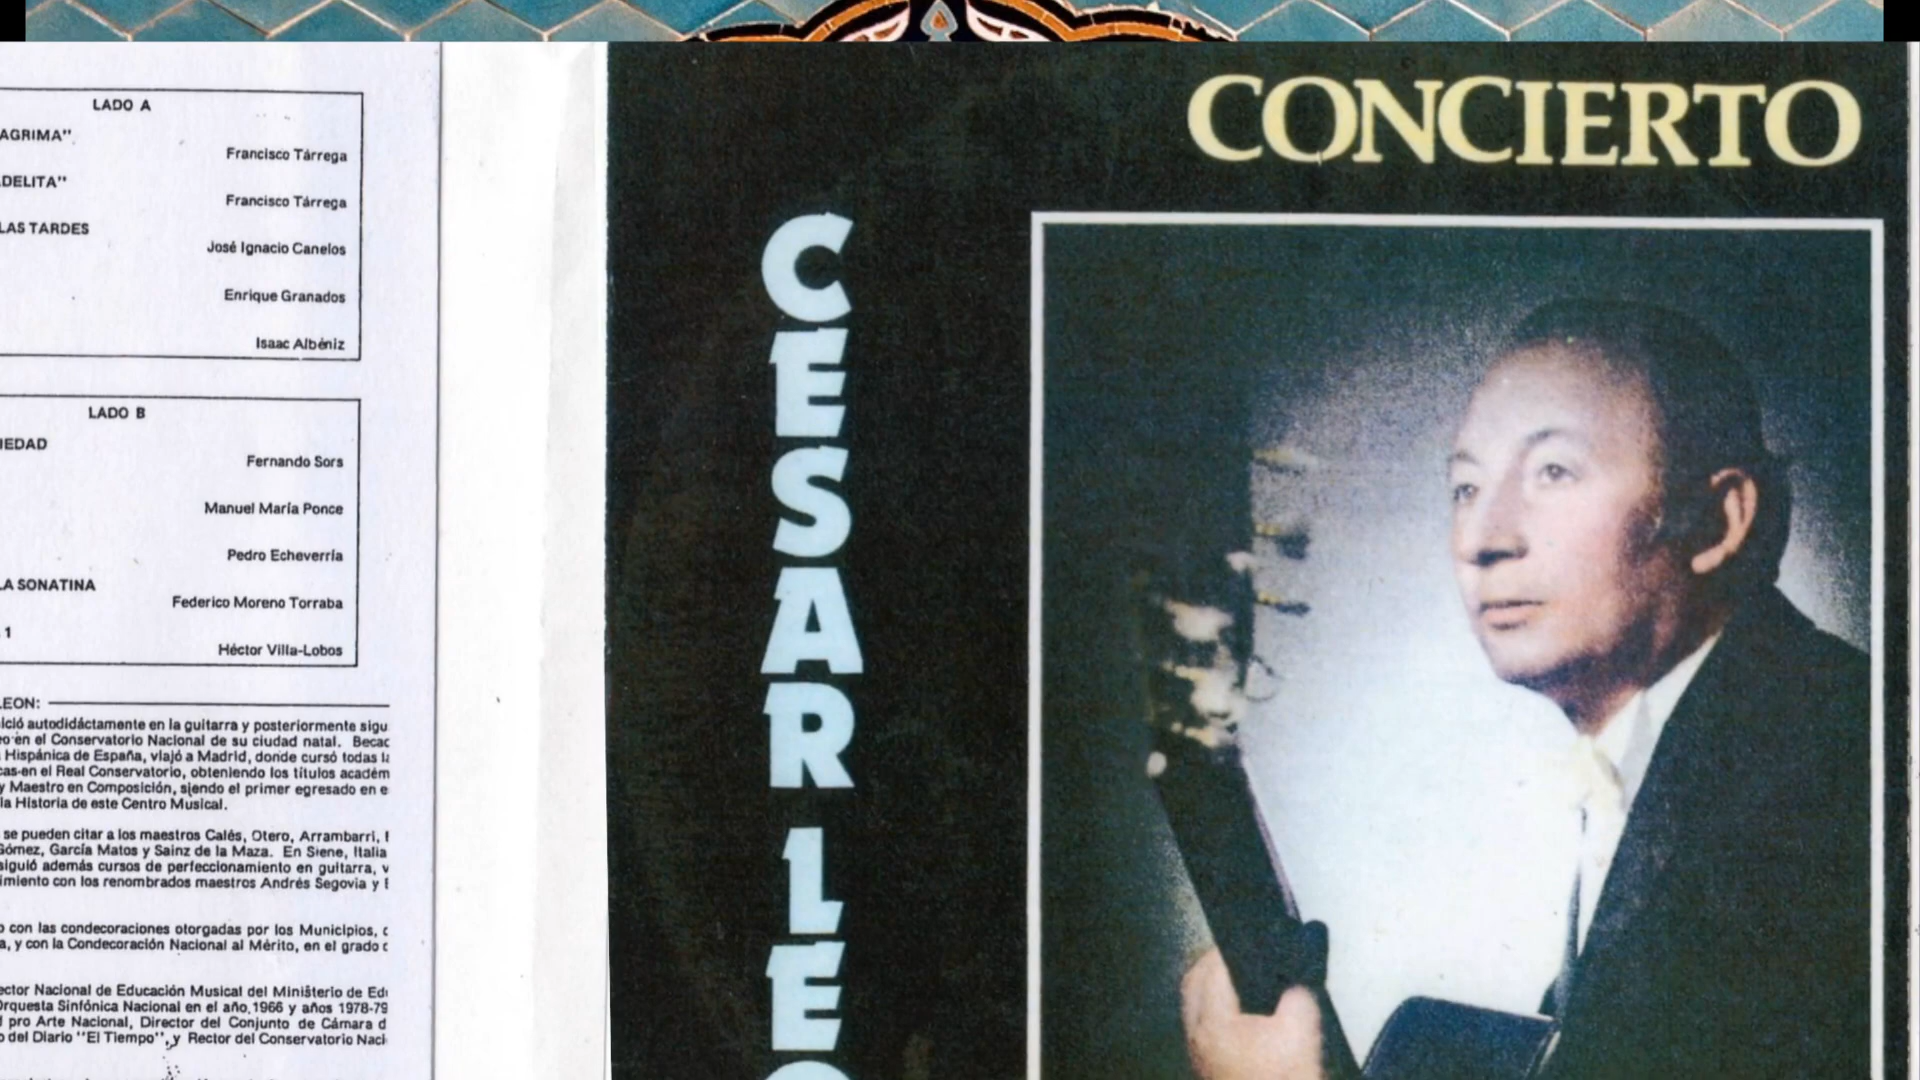 LADO A
AGRIMA"
Francisco Tárrega
DELITA"
Francisco Tárrega
LAS TARDES
José Ignacio Canelos
Enrique Granados
Isaac Albéniz
LADO B
IEDAD
Fernando Sors
Manuel María Ponce
Pedro Echeverría
LA SONATINA
Federico Moreno Torraba
1
Héctor Villa-Lobos
LEON:
ició autodidáctamente en la guitarra y posteriormente sigu
en el Conservatorio Nacional de su ciudad natal. Becac
Hispánica de España, viajó a Madrid, donde cursó todas
cas en el Real Conservatorio, obteniendo los títulos académ
y Maestro en Composición, siendo el primer egresado en e
la Historia de este Centro Musical.
se pueden citar a los maestros Calés, Otero, Arrambarri,
Gómez, García Matos y Sainz de la Maza. En Siene, Italia
siguió además cursos de perfeccionamiento en guitarra, v
imiento con los renombrados maestros Andrés Segovia y
con las condecoraciones otorgadas por los Municipios,
a, y con la Condecoración Nacional al Mérito, en el grado
ector Nacional de Educación Musical del Ministerio de Edu
Orquesta Sinfónica Nacional en el año 1966 y años 1978-79
pro Arte Nacional, Director del Conjunto de Cámara d
o del Diario "El Tiempo", y Rector del Conservatorio Naci
CONCIERTO
CESAR LEO